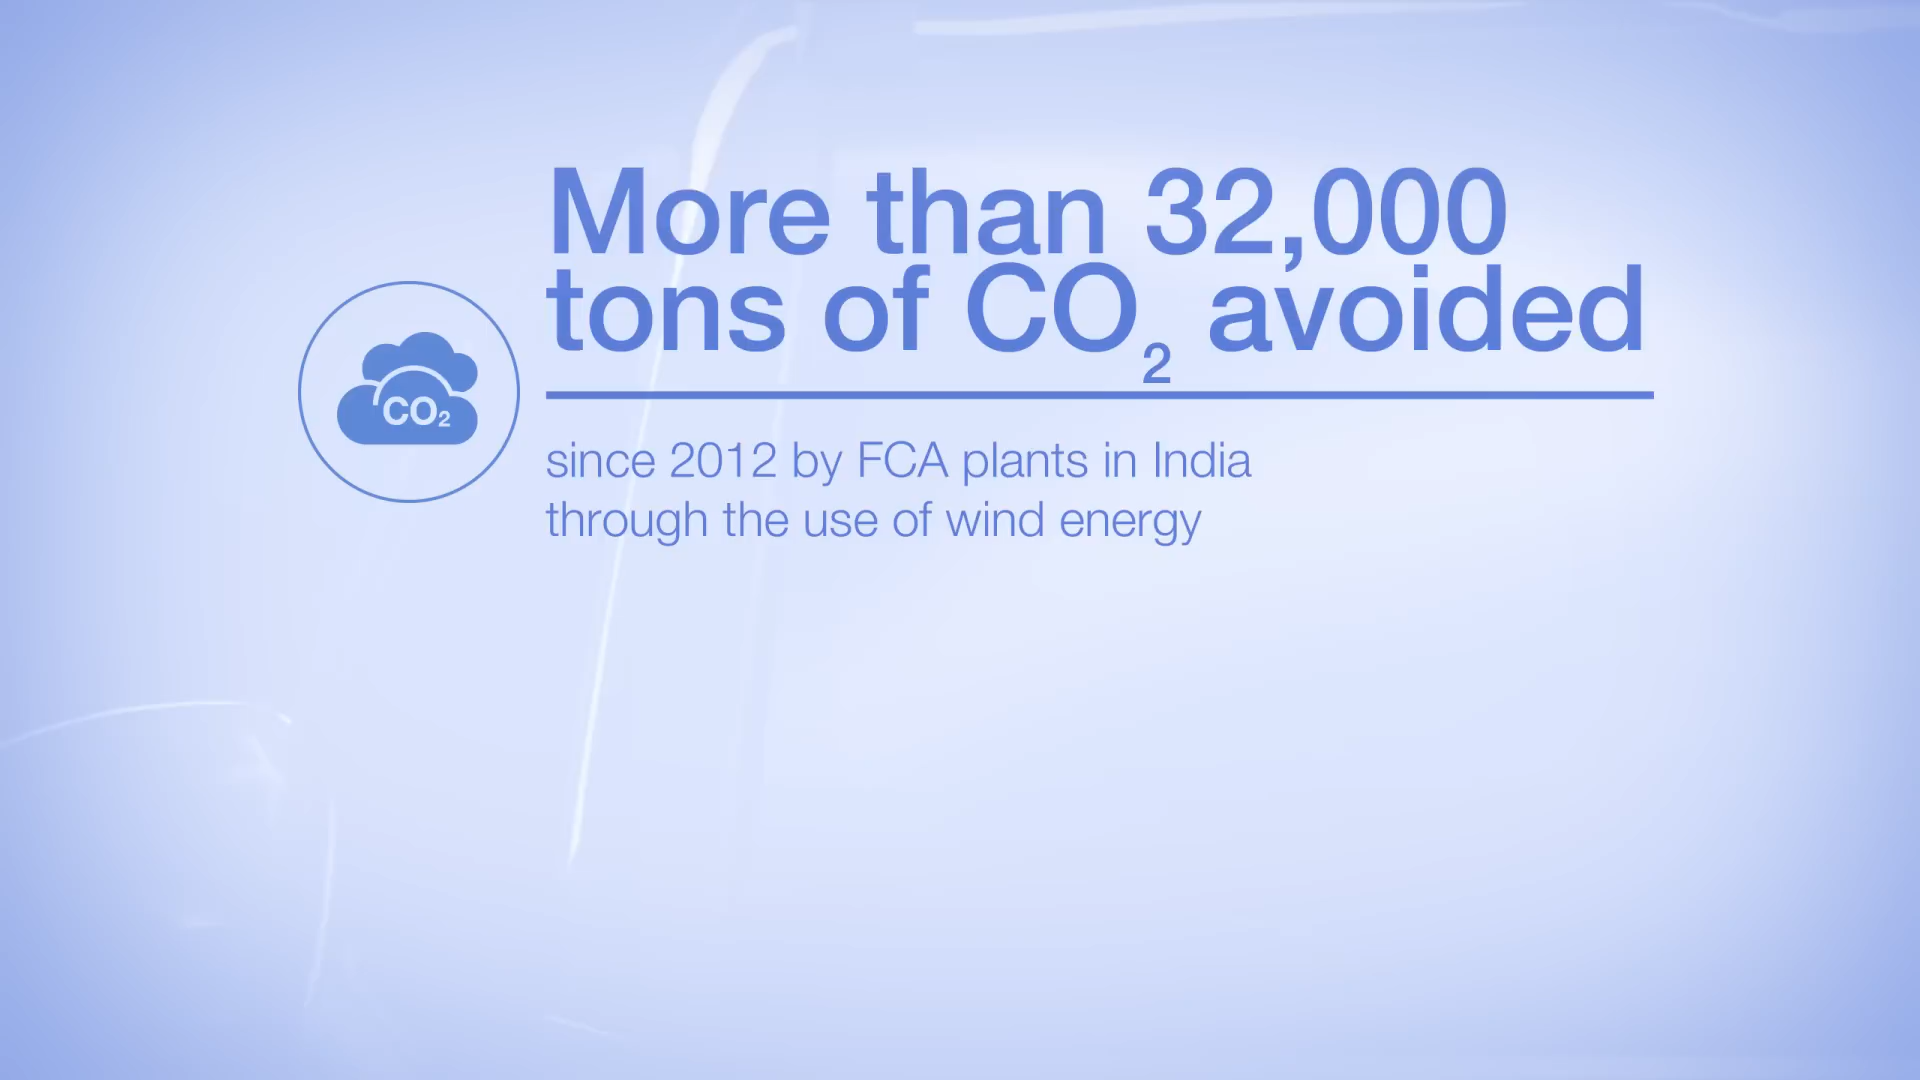 More than 32,000
tons of CO₂ avoided
CO₂
since 2012 by FCA plants in India
through the use of wind energy